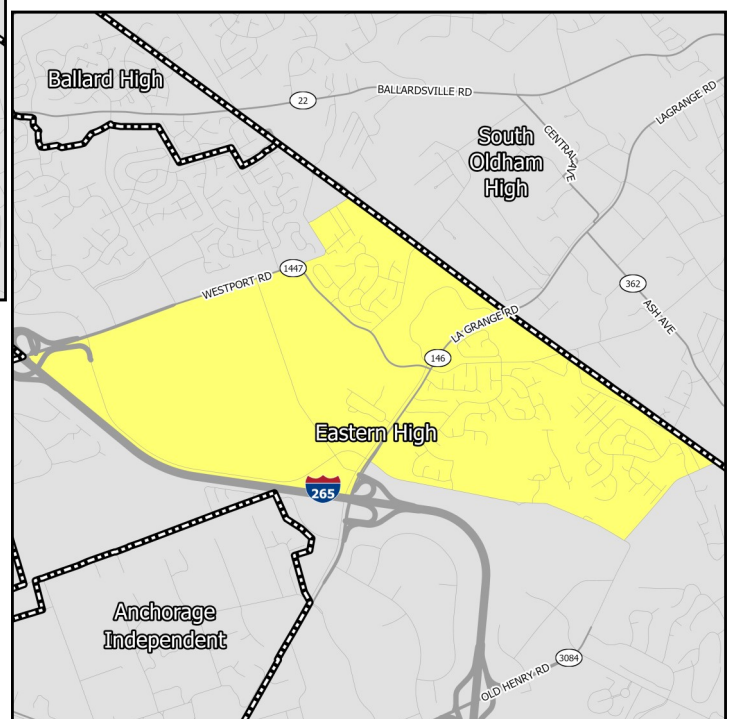 Ballard High
22
BALLARDSVILLE RD
LAGRANGE RD
South
Oldham
High
CENTRAL AVE
1447
WESTPORT RD
362
ASH AVE
LA GRANGE RD
146
Eastern High
265
Anchorage
Independent
3084
OLD HENRY RD